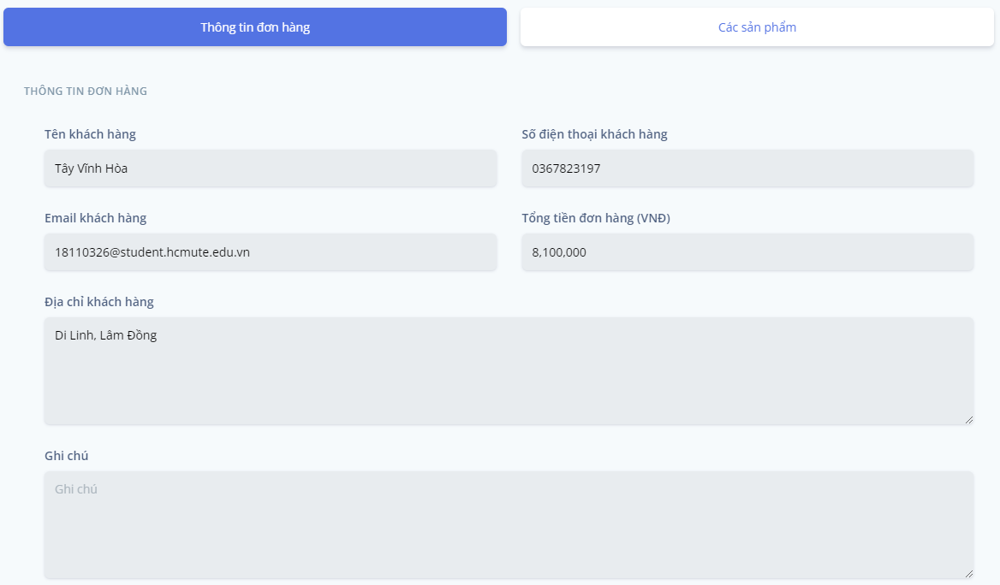 Thông tin đơn hàng
Các sản phẩm
THÔNG TIN ĐƠN HÀNG
Tên khách hàng
Số điện thoại khách hàng
Tây Vĩnh Hòa
0367823197
Email khách hàng
Tổng tiền đơn hàng (VNĐ)
18110326@student.hcmute.edu.vn
8,100,000
Địa chỉ khách hàng
Di Linh, Lâm Đồng
Ghi chú
Ghi chú